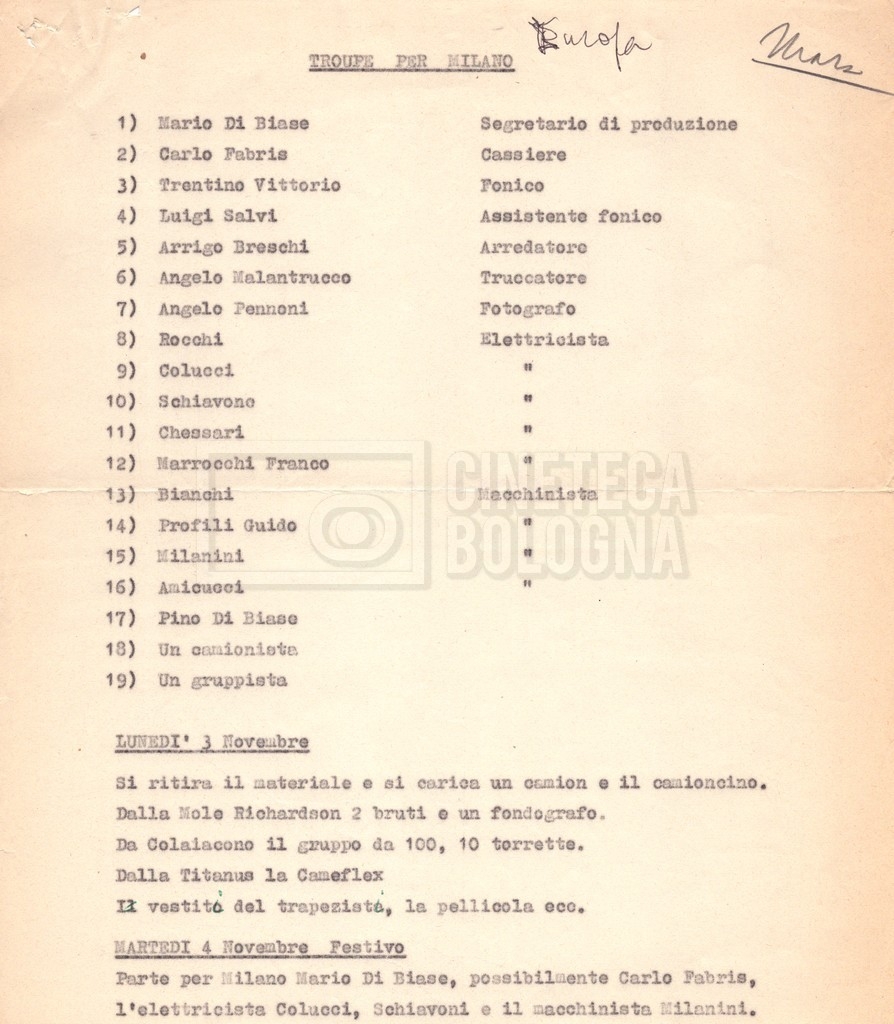 TROUPE PER MILANO Europa
Mars
1) Mario Di Biase Segretario di produzione
2) Carlo Fabris Cassiere
3) Trentino Vittorio Fonico
4) Luigi Salvi Assistente fonico
5) Arrigo Breschi Arredatore
6) Angelo Malantrucco Truccatore
7) Angelo Pennoni Fotografo
8) Rocchi Elettricista
9) Colucci "
10) Schiavone "
11) Chessari "
12) Marrocchi Franco "
13) Bianchi Macchinista
14) Profili Guido "
15) Milanini "
16) Amicucci "
17) Pino Di Biase
18) Un camionista
19) Un gruppista
CINETECA
BOLOGNA
LUNEDI' 3 Novembre
Si ritira il materiale e si carica un camion e il camioncino.
Dalla Mole Richardson 2 bruti e un fondografo.
Da Colaiacono il gruppo da 100, 10 torrette.
Dalla Titanus la Cameflex
I vestiti del trapezisti, la pellicola ecc.
MARTEDI 4 Novembre Festivo
Parte per Milano Mario Di Biase, possibilmente Carlo Fabris,
l'elettricista Colucci, Schiavoni e il macchinista Milanini.